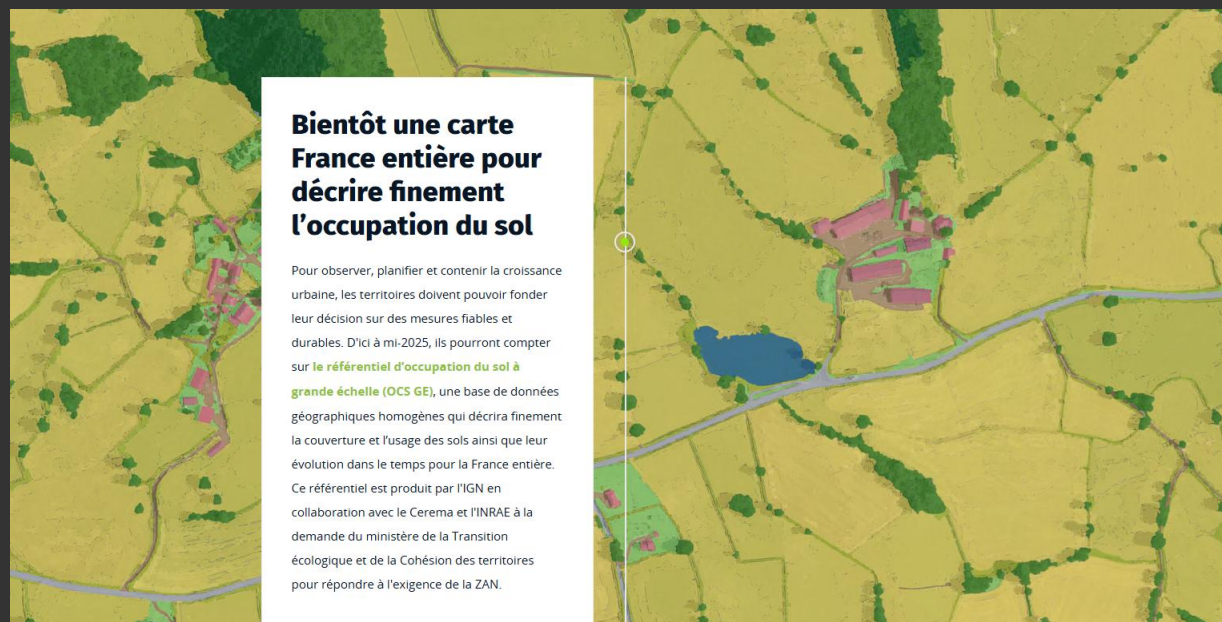 Bientôt une carte
France entière pour
décrire finement
l’occupation du sol
Pour observer, planifier et contenir la croissance
urbaine, les territoires doivent pouvoir fonder
leur décision sur des mesures fiables et
durables. D'ici à mi-2025, ils pourront compter
sur le référentiel d’occupation du sol à
grande échelle (OCS GE), une base de données
géographiques homogènes qui décrira finement
la couverture et l’usage des sols ainsi que leur
évolution dans le temps pour la France entière.
Ce référentiel est produit par l'IGN en
collaboration avec le Cerema et l'INRAE à la
demande du ministère de la Transition
écologique et de la Cohésion des territoires
pour répondre à l'exigence de la ZAN.